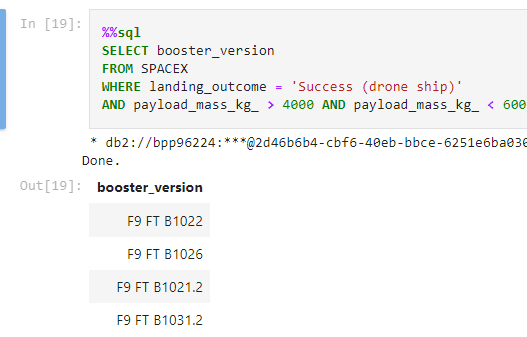 In [19]:
%%sql
SELECT booster_version
FROM SPACEX
WHERE landing_outcome = 'Success (drone ship)'
AND payload_mass_kg_ > 4000 AND payload_mass_kg_ < 600
* db2://bpp96224:***@2d46b6b4-cbf6-40eb-bbce-6251e6ba030
Done.
Out[19]:
booster_version
F9 FT B1022
F9 FT B1026
F9 FT B1021.2
F9 FT B1031.2